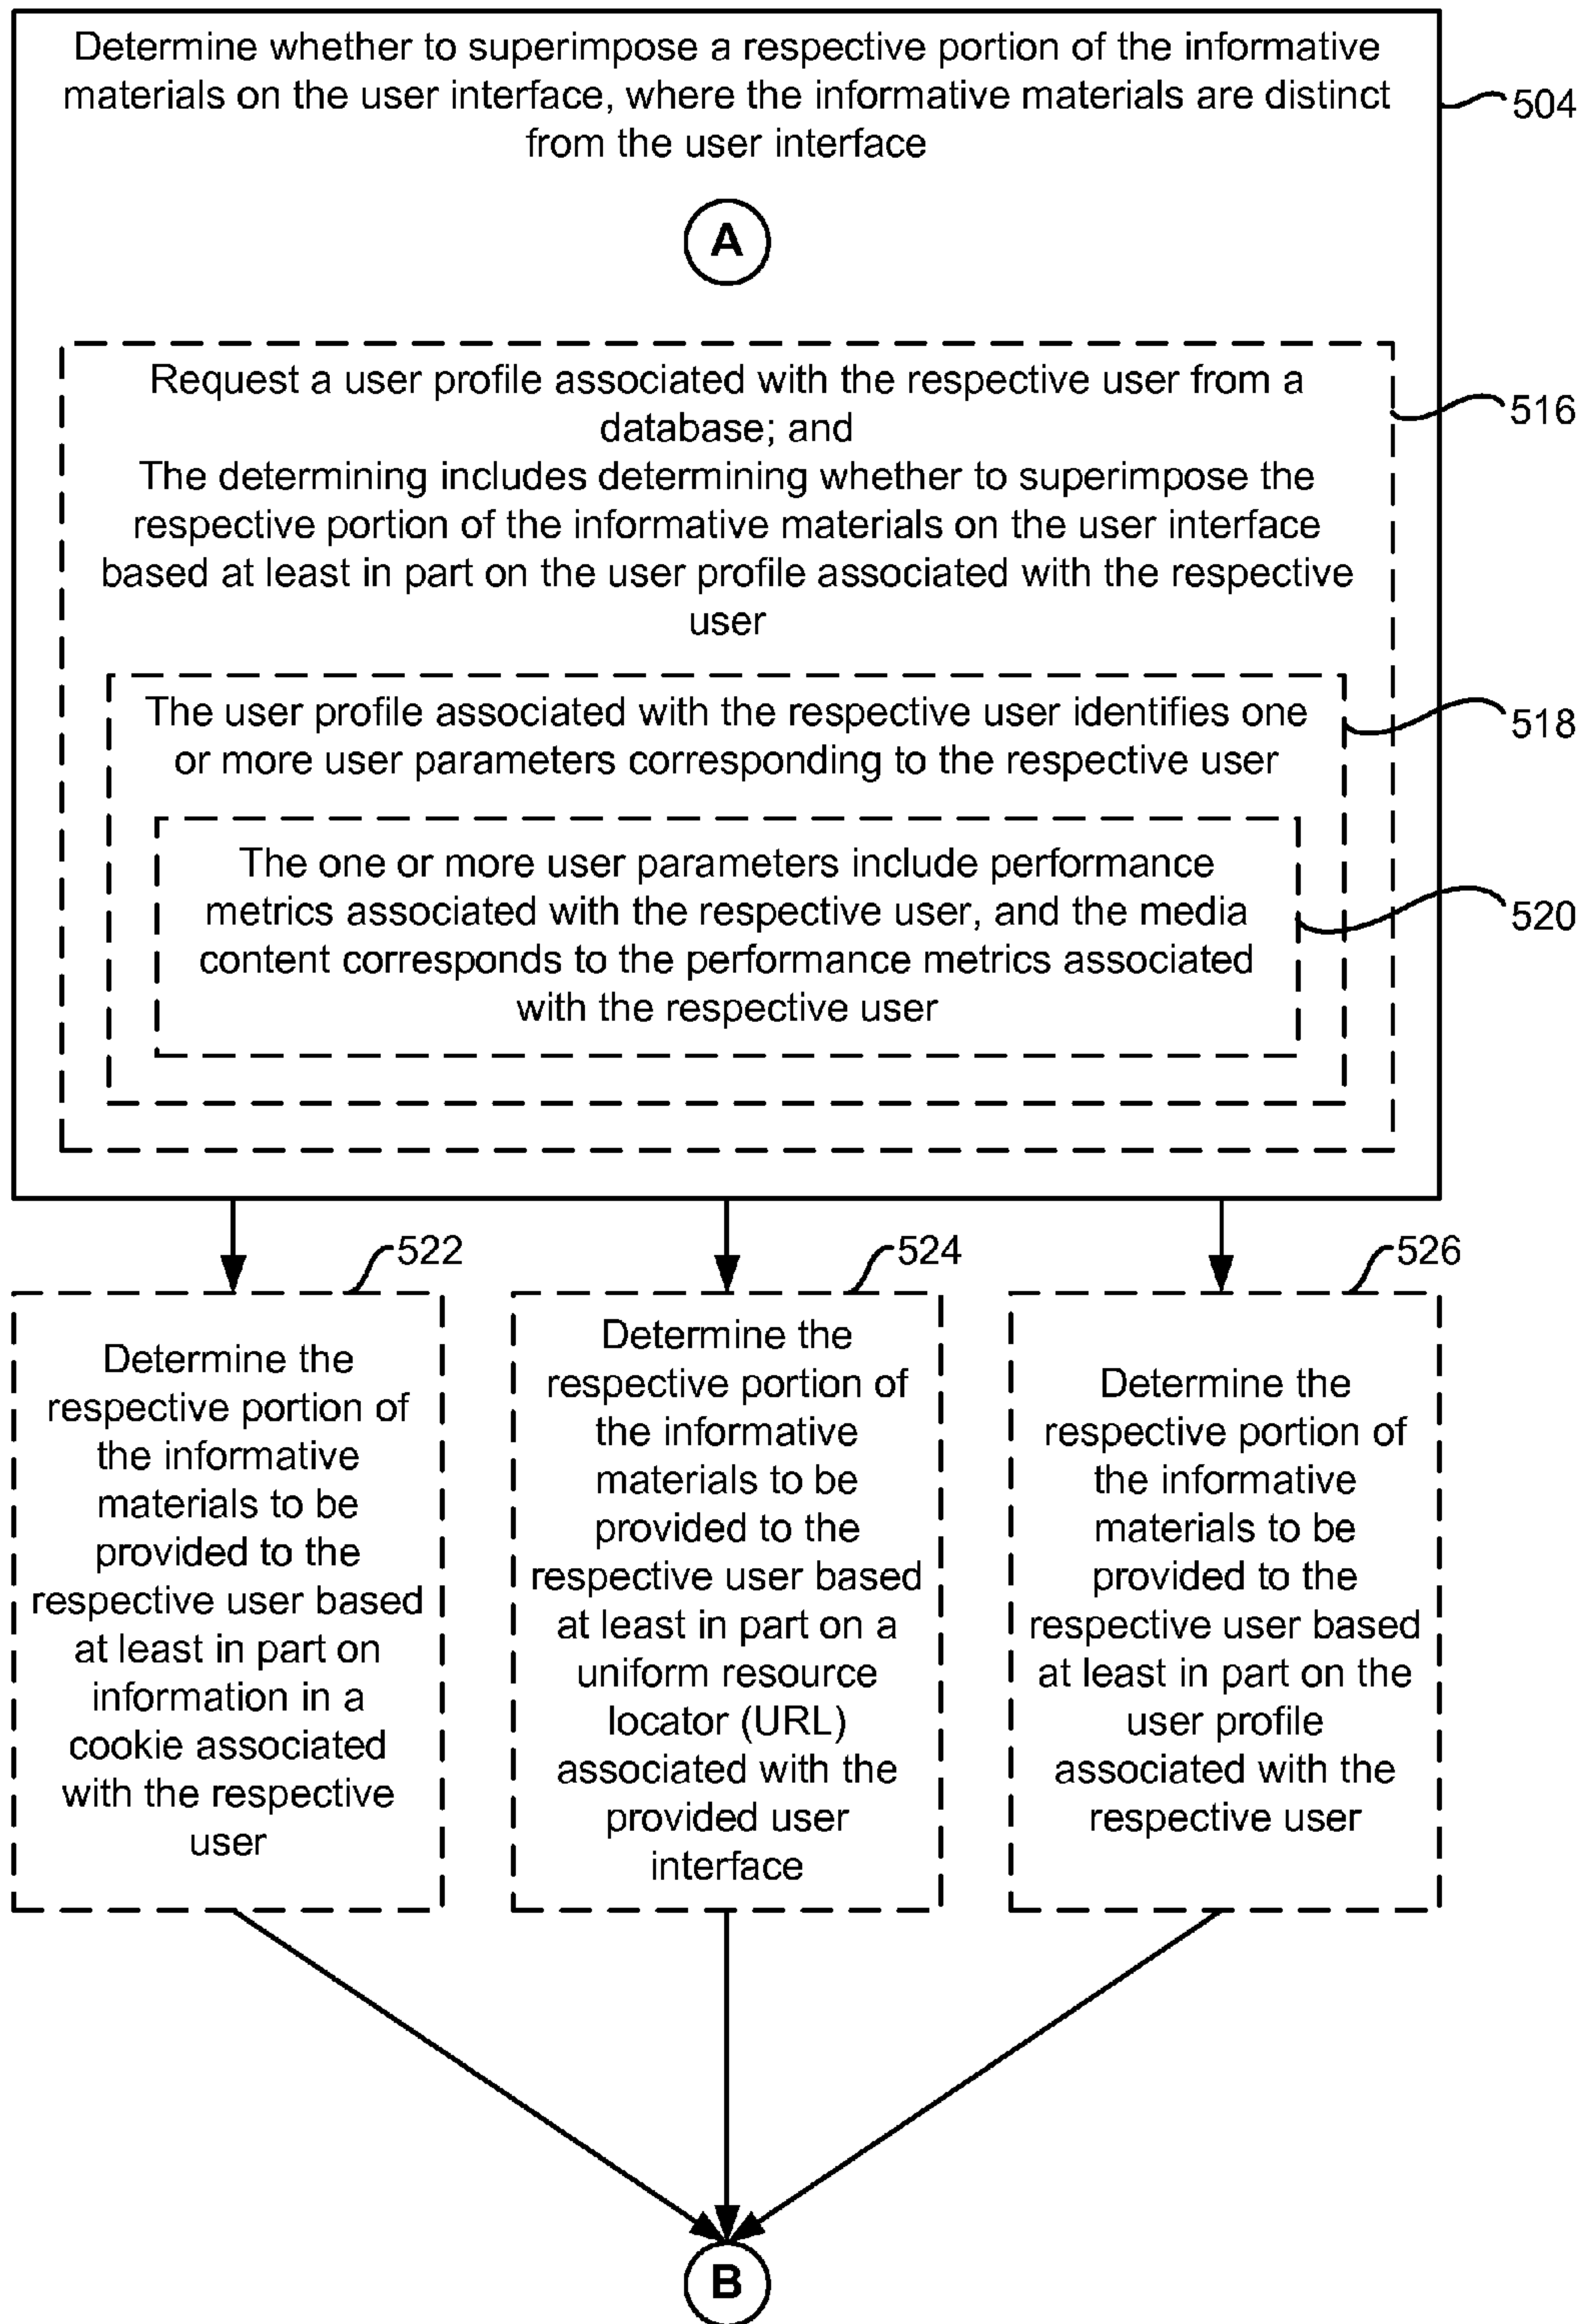 Determine whether to superimpose a respective portion of the informative
materials on the user interface, where the informative materials are distinct
from the user interface
504
A
Request a user profile associated with the respective user from a
database; and
The determining includes determining whether to superimpose the
respective portion of the informative materials on the user interface
based at least in part on the user profile associated with the respective
user
516
The user profile associated with the respective user identifies one
or more user parameters corresponding to the respective user
518
The one or more user parameters include performance
metrics associated with the respective user, and the media
content corresponds to the performance metrics associated
with the respective user
520
522
Determine the
respective portion of
the informative
materials to be
provided to the
respective user based
at least in part on
information in a
cookie associated
with the respective
user
524
Determine the
respective portion of
the informative
materials to be
provided to the
respective user based
at least in part on a
uniform resource
locator (URL)
associated with the
provided user
interface
526
Determine the
respective portion of
the informative
materials to be
provided to the
respective user based
at least in part on the
user profile
associated with the
respective user
B